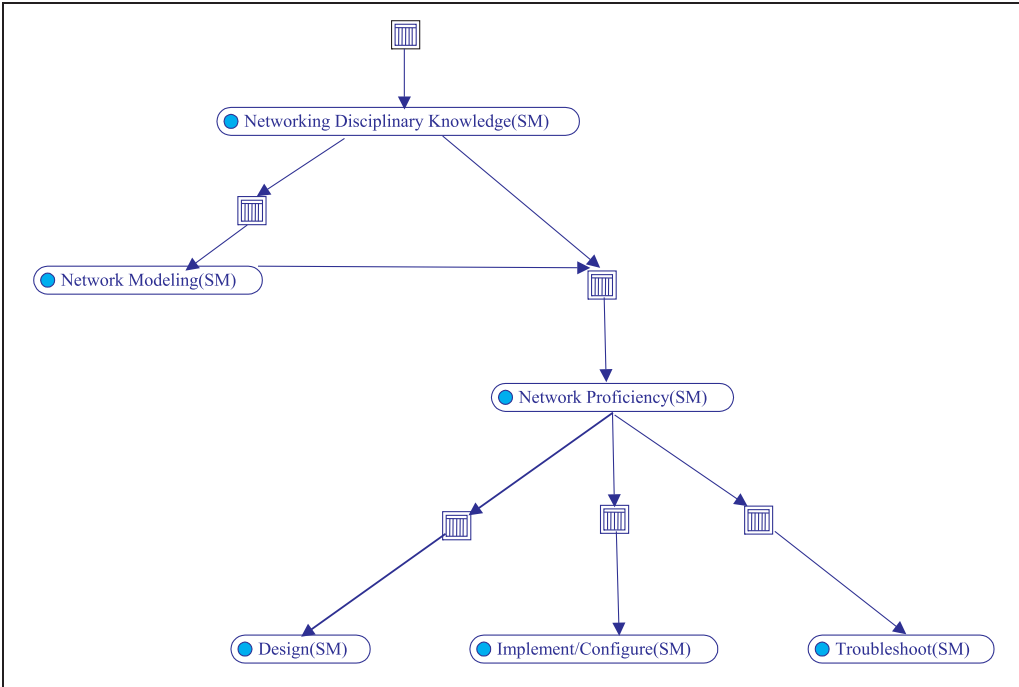 Networking Disciplinary Knowledge(SM)
Network Modeling(SM)
Network Proficiency(SM)
Design(SM)
Implement/Configure(SM)
Troubleshoot(SM)